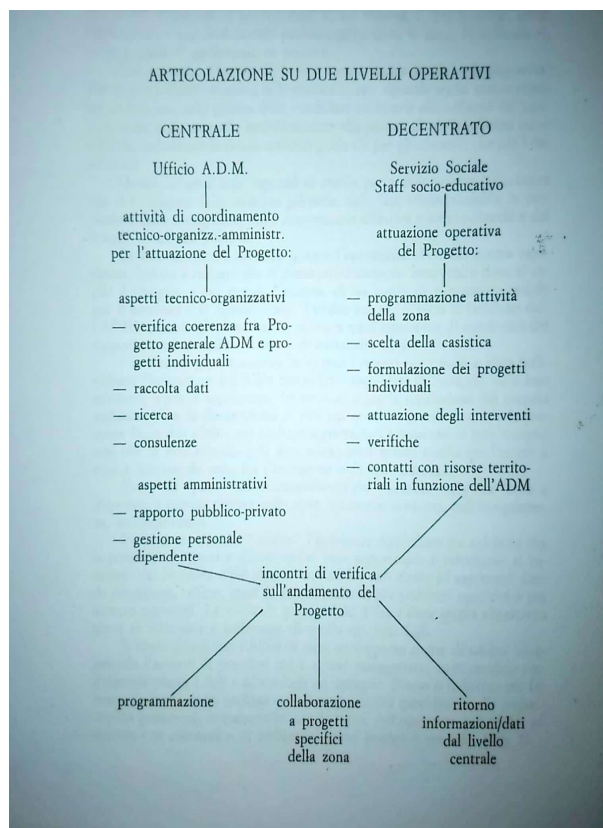 ARTICOLAZIONE SU DUE LIVELLI OPERATIVI
CENTRALE
Ufficio A.D.M.
attività di coordinamento
tecnico-organizz.-amministr.
per l'attuazione del Progetto:
aspetti tecnico-organizzativi
— verifica coerenza fra Pro-
getto generale ADM e pro-
getti individuali
— raccolta dati
— ricerca
— consulenze
aspetti amministrativi
— rapporto pubblico-privato
— gestione personale
dipendente
DECENTRATO
Servizio Sociale
Staff socio-educativo
attuazione operativa
del Progetto:
— programmazione attività
della zona
— scelta della casistica
— formulazione dei progetti
individuali
— attuazione degli interventi
— verifiche
— contatti con risorse territo-
riali in funzione dell'ADM
incontri di verifica
sull'andamento del
Progetto
programmazione
collaborazione
a progetti
specifici
della zona
ritorno
informazioni/dati
dal livello
centrale